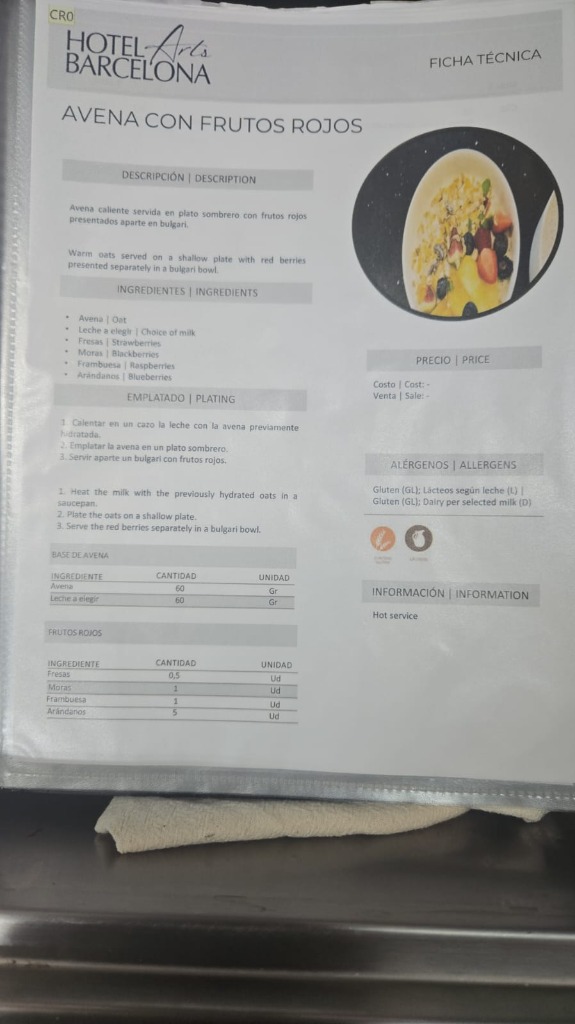 CR0
HOTEL Arts
BARCELONA
FICHA TÉCNICA
AVENA CON FRUTOS ROJOS
DESCRIPCIÓN | DESCRIPTION
Avena caliente servida en plato sombrero con frutos rojos
presentados aparte en bulgari.
Warm oats served on a shallow plate with red berries
presented separately in a bulgari bowl.
INGREDIENTES | INGREDIENTS
• Avena | Oat
• Leche a elegir | Choice of milk
• Fresas | Strawberries
• Moras | Blackberries
• Frambuesa | Raspberries
• Arándanos | Blueberries
EMPLATADO | PLATING
1. Calentar en un cazo la leche con la avena previamente
hidratada.
2. Emplatar la avena en un plato sombrero.
3. Servir aparte un bulgari con frutos rojos.
1. Heat the milk with the previously hydrated oats in a
saucepan.
2. Plate the oats on a shallow plate.
3. Serve the red berries separately in a bulgari bowl.
BASE DE AVENA
INGREDIENTE CANTIDAD UNIDAD
Avena 60 Gr
Leche a elegir 60 Gr
FRUTOS ROJOS
INGREDIENTE CANTIDAD UNIDAD
Fresas 0,5 Ud
Moras 1 Ud
Frambuesa 1 Ud
Arándanos 5 Ud
PRECIO | PRICE
Costo | Cost: -
Venta | Sale: -
ALÉRGENOS | ALLERGENS
Gluten (GL); Lácteos según leche (L) |
Gluten (GL); Dairy per selected milk (D)
INFORMACIÓN | INFORMATION
Hot service